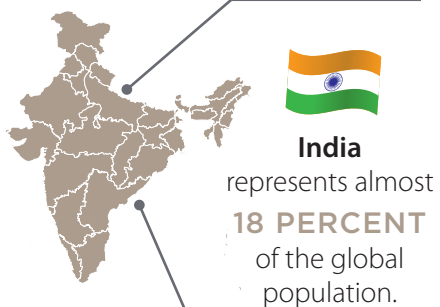 India
represents almost
18 PERCENT
of the global
population.